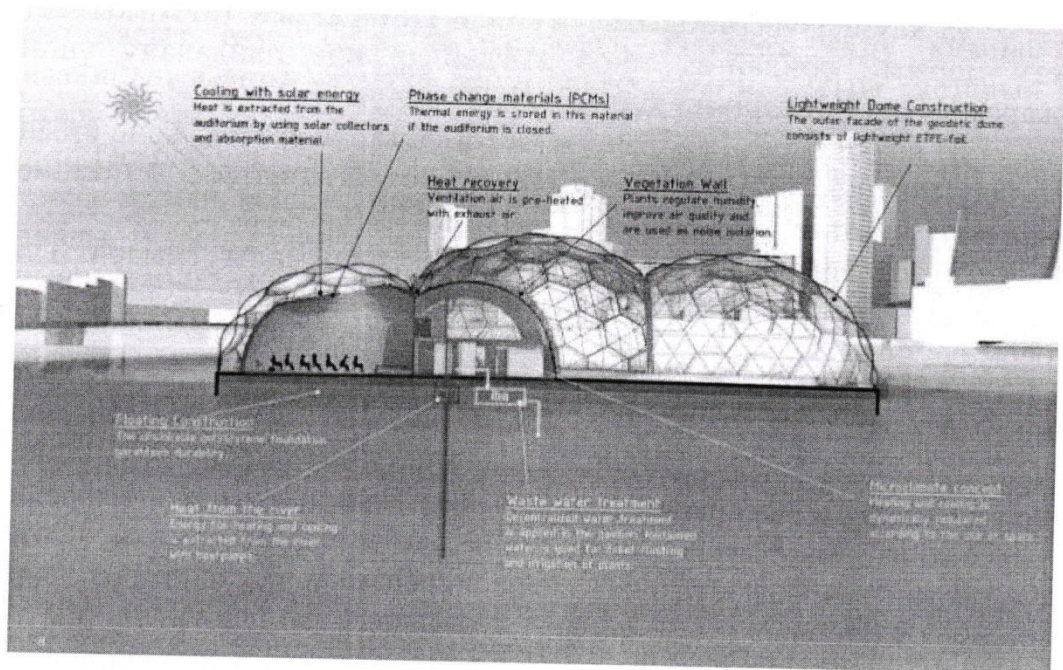 Cooling with solar energy
Heat is extracted from the
auditorium by using solar collectors
and absorption material.
Phase change materials (PCMs)
Thermal energy is stored in this material
if the auditorium is closed.
Lightweight Dome Construction
The outer facade of the geodetic dome
consists of lightweight ETFE-foil.
Heat recovery
Ventilation air is pre-heated
with exhaust air.
Vegetation Wall
Plants regulate humidity,
improve air quality and
are used as noise isolation.
Floating Construction
The polystyrene foundation
durability.
Heat from the river
Energy for heating and cooling
is extracted from the river
with heatpumps.
Waste water treatment
Decentralized water treatment
is applied in the
water is used for toilet flushing
and irrigation of plants.
Microclimate concept
Heating and cooling is
dynamically
according to the use of space.